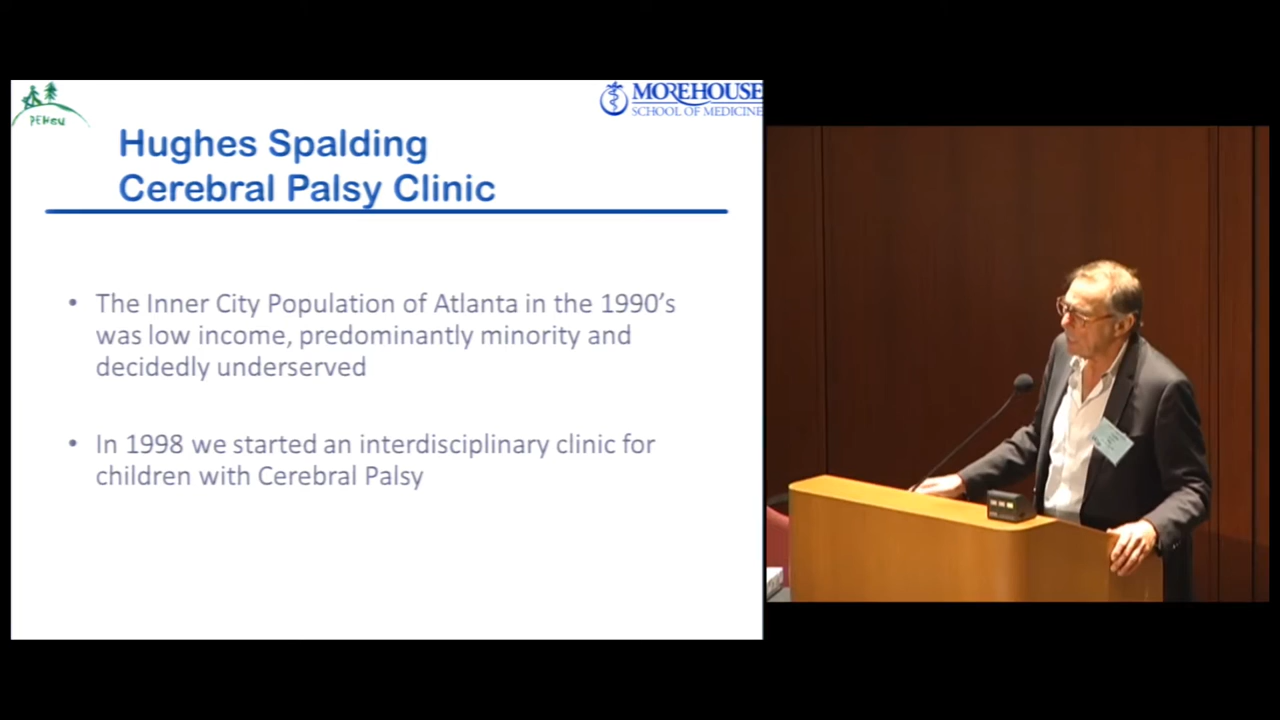 PEHSU
MOREHOUSE
SCHOOL OF MEDICINE
Hughes Spalding
Cerebral Palsy Clinic
• The Inner City Population of Atlanta in the 1990’s
was low income, predominantly minority and
decidedly underserved
• In 1998 we started an interdisciplinary clinic for
children with Cerebral Palsy